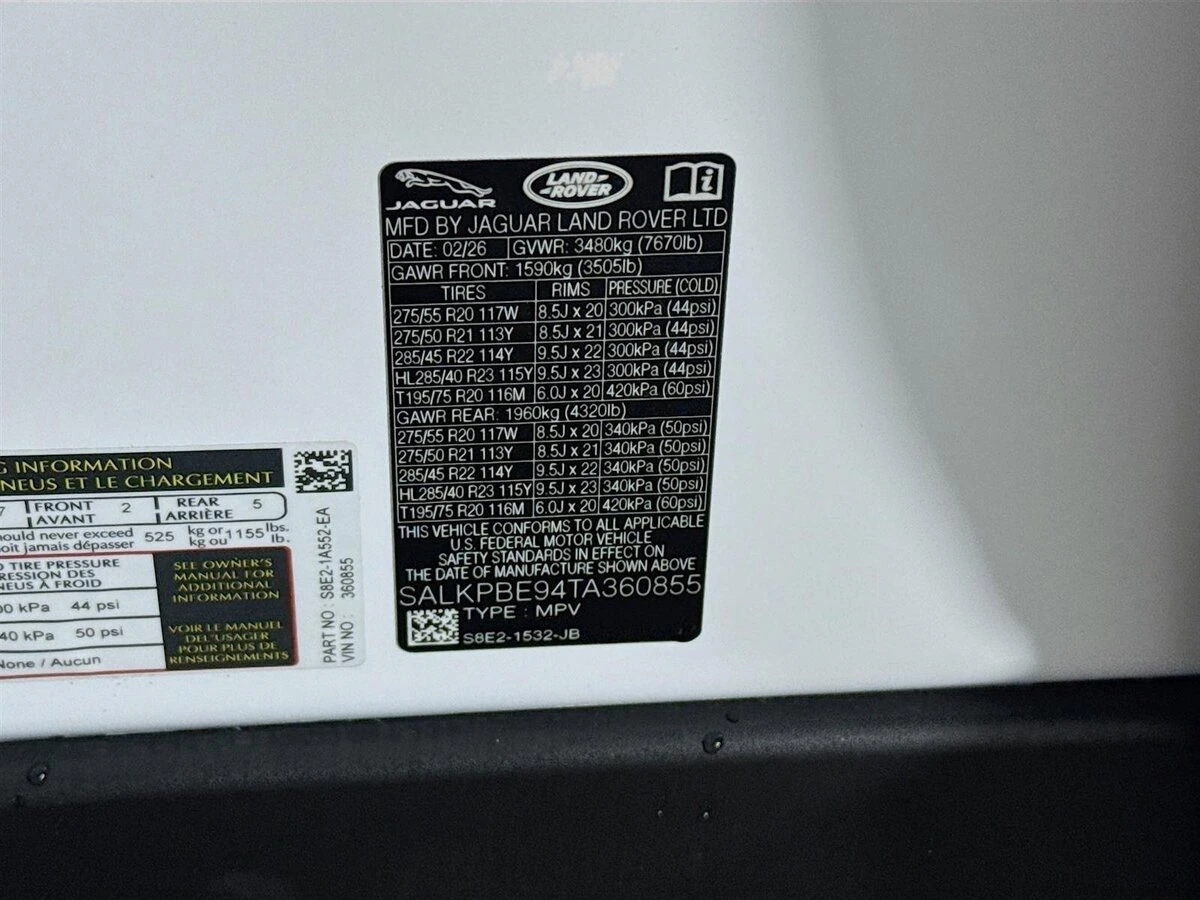 JAGUAR
LAND-
-ROVER
MFD BY JAGUAR LAND ROVER LTD
DATE: 02/26 GVWR: 3480kg (7670lb)
GAWR FRONT: 1590kg (3505lb)
TIRES RIMS PRESSURE (COLD)
275/55 R20 117W 8.5J x 20 300kPa (44psi)
275/50 R21 113Y 8.5J x 21 300kPa (44psi)
285/45 R22 114Y 9.5J x 22 300kPa (44psi)
HL285/40 R23 115Y 9.5J x 23 300kPa (44psi)
T195/75 R20 116M 6.0J x 20 420kPa (60psi)
GAWR REAR: 1960kg (4320lb)
275/55 R20 117W 8.5J x 20 340kPa (50psi)
275/50 R21 113Y 8.5J x 21 340kPa (50psi)
285/45 R22 114Y 9.5J x 22 340kPa (50psi)
HL285/40 R23 115Y 9.5J x 23 340kPa (50psi)
T195/75 R20 116M 6.0J x 20 420kPa (60psi)
THIS VEHICLE CONFORMS TO ALL APPLICABLE
U.S. FEDERAL MOTOR VEHICLE
SAFETY STANDARDS IN EFFECT ON
THE DATE OF MANUFACTURE SHOWN ABOVE
SALKPBE94TA360855
TYPE: MPV
S8E2-1532-JB
G INFORMATION
NEUS ET LE CHARGEMENT
7 FRONT 2 REAR 5
AVANT ARRIÈRE
hould never exceed 525 kg or 1155 lbs.
oit jamais dépasser kg ou lb.
D TIRE PRESSURE
RESSION DES
NEUS À FROID
00 kPa 44 psi
40 kPa 50 psi
None / Aucun
SEE OWNER'S
MANUAL FOR
ADDITIONAL
INFORMATION
VOIR LE MANUEL
DEL'USAGER
POUR PLUS DE
RENSEIGNEMENTS
PART NO: S8E2-1A552-EA
VIN NO: 360855